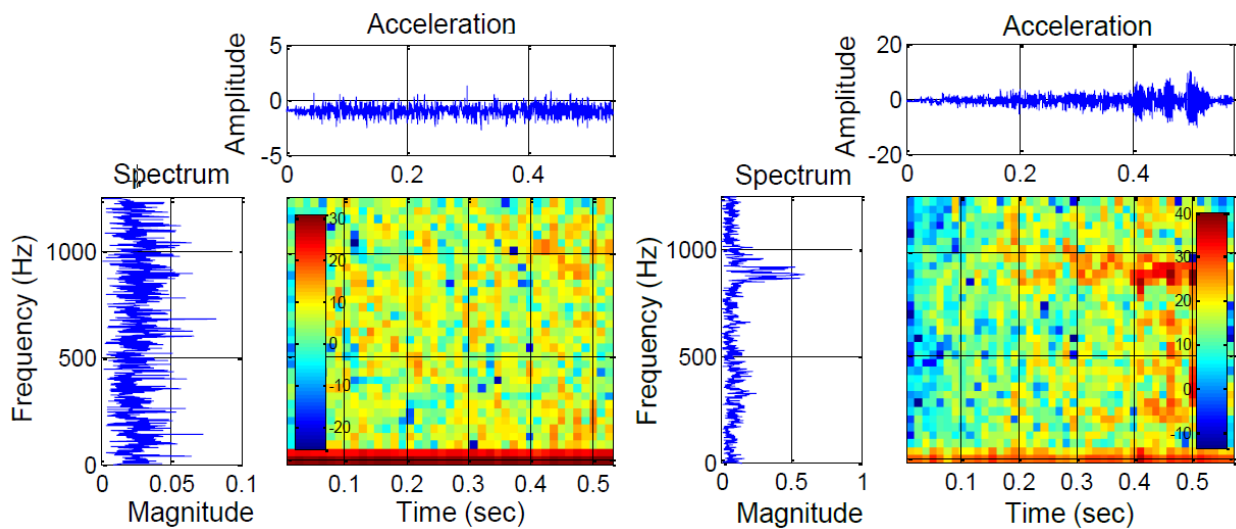 Acceleration
Amplitude
5
0
-5
0 0.2 0.4
Spectrum
Frequency (Hz)
1000
500
0
0 0.05 0.1
Magnitude
30
20
10
0
-10
-20
0.1 0.2 0.3 0.4 0.5
Time (sec)
Acceleration
Amplitude
20
0
-20
0 0.2 0.4
Spectrum
Frequency (Hz)
1000
500
0
0 0.5 1
Magnitude
40
30
20
10
0
-10
0.1 0.2 0.3 0.4 0.5
Time (sec)